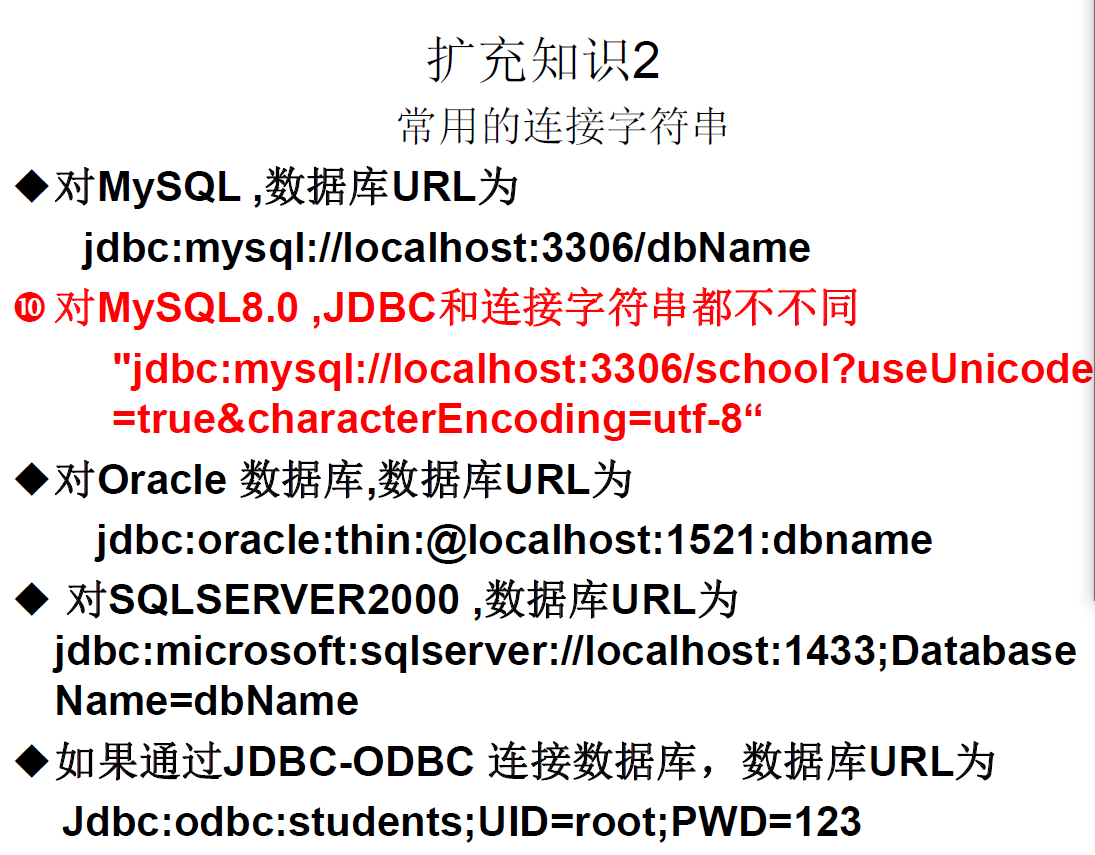 扩充知识2
常用的连接字符串
◆对MySQL ,数据库URL为
jdbc:mysql://localhost:3306/dbName
❿ 对MySQL8.0 ,JDBC和连接字符串都不不同
"jdbc:mysql://localhost:3306/school?useUnicode
=true&characterEncoding=utf-8“
◆对Oracle 数据库,数据库URL为
jdbc:oracle:thin:@localhost:1521:dbname
◆ 对SQLSERVER2000 ,数据库URL为
jdbc:microsoft:sqlserver://localhost:1433;Database
Name=dbName
◆如果通过JDBC-ODBC 连接数据库，数据库URL为
Jdbc:odbc:students;UID=root;PWD=123